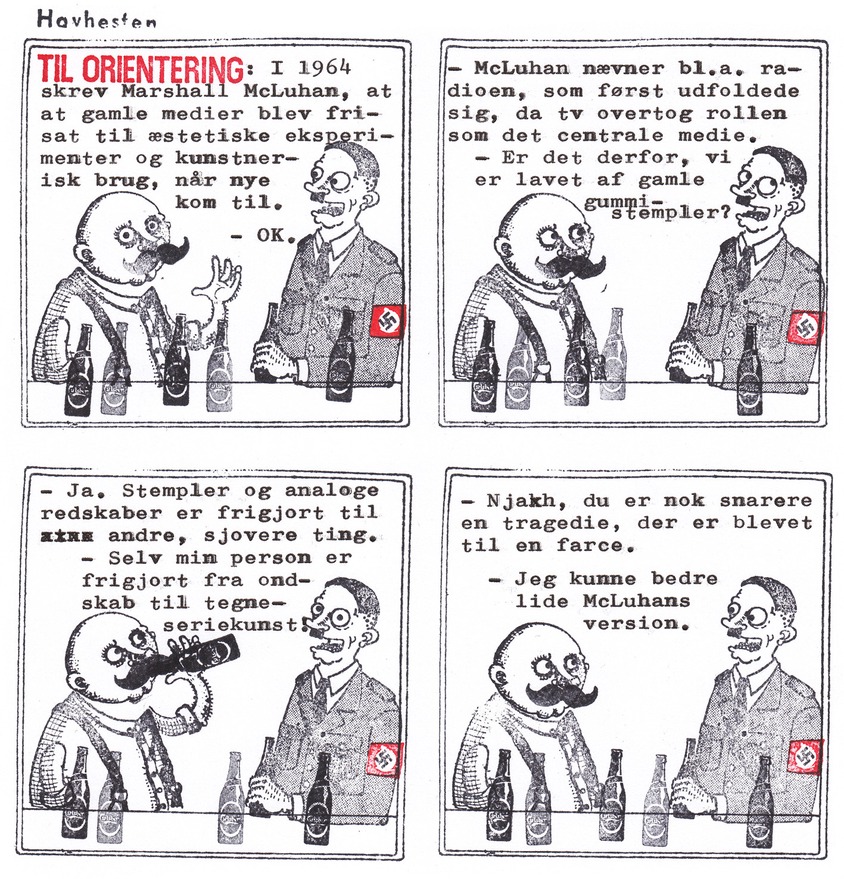 Havhesten
TIL ORIENTERING: I 1964
skrev Marshall McLuhan, at
at gamle medier blev fri-
sat til æstetiske eksperi-
menter og kunstner-
isk brug, når nye
kom til.
- OK.
- McLuhan nævner bl.a. ra-
dioen, som først udfoldede
sig, da tv overtog rollen
som det centrale medie.
- Er det derfor, vi
er lavet af gamle
gummi-
stempler?
- Ja. Stempler og analoge
redskaber er frigjort til
andre, sjovere ting.
- Selv min person er
frigjort fra ond-
skab til tegne-
seriekunst!
- Njakh, du er nok snarere
en tragedie, der er blevet
til en farce.
- Jeg kunne bedre
lide McLuhans
version.